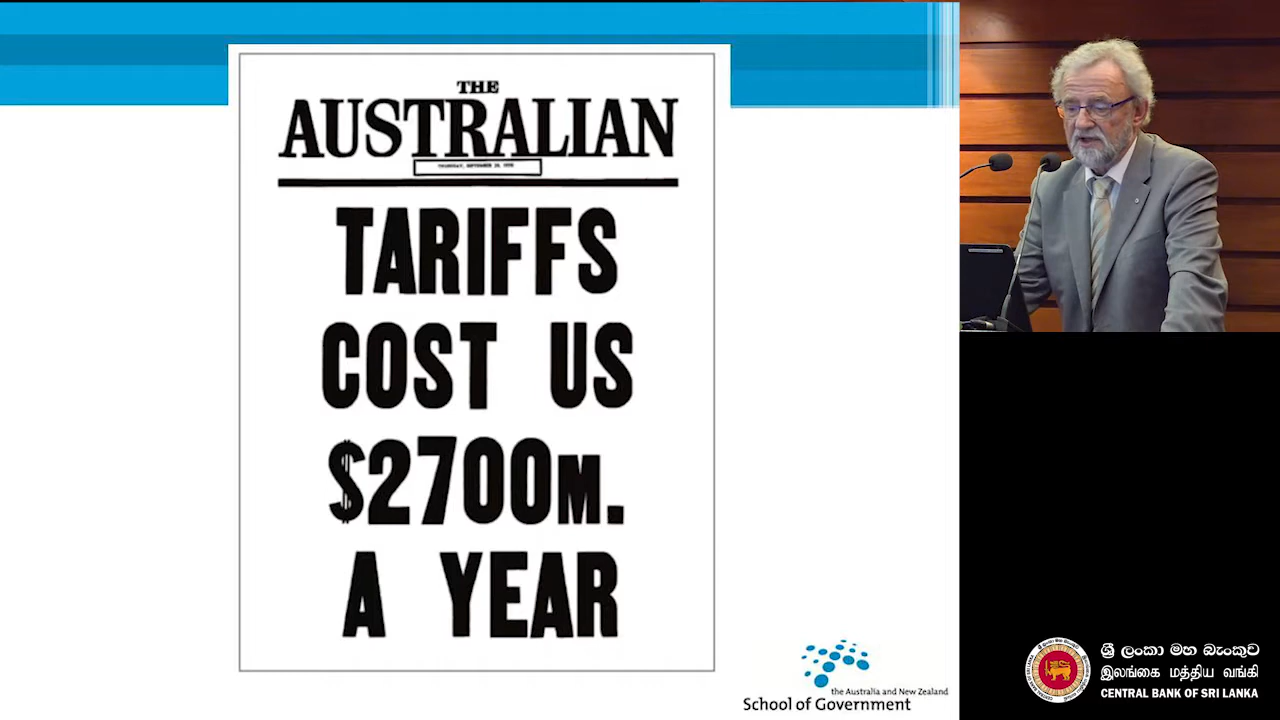 THE
AUSTRALIAN
TARIFFS
COST US
$2700M.
A YEAR
the Australia and New Zealand
School of Government
ශ්‍රී ලංකා මහ බැංකුව
இலங்கை மத்திய வங்கி
CENTRAL BANK OF SRI LANKA